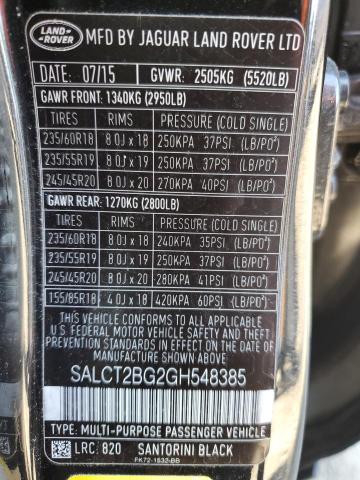 LAND ROVER MFD BY JAGUAR LAND ROVER LTD
DATE: 07/15 GVWR: 2505KG (5520LB)
GAWR FRONT: 1340KG (2950LB)
TIRES RIMS PRESSURE (COLD SINGLE)
235/60R18 8.0J x 18 250KPA 37PSI (LB/PO²)
235/55R19 8.0J x 19 250KPA 37PSI (LB/PO²)
245/45R20 8.0J x 20 270KPA 40PSI (LB/PO²)
GAWR REAR: 1270KG (2800LB)
TIRES RIMS PRESSURE (COLD SINGLE)
235/60R18 8.0J x 18 240KPA 35PSI (LB/PO²)
235/55R19 8.0J x 19 250KPA 37PSI (LB/PO²)
245/45R20 8.0J x 20 280KPA 41PSI (LB/PO²)
155/85R18 4.0J x 18 420KPA 60PSI (LB/PO²)
THIS VEHICLE CONFORMS TO ALL APPLICABLE FEDERAL MOTOR VEHICLE SAFETY, BUMPER, AND THEFT
PREVENTION STANDARDS IN EFFECT ON THE DATE OF
MANUFACTURE SHOWN ABOVE.
SALCT2BG2GH548385
TYPE: MULTI-PURPOSE PASSENGER VEHICLE
LRC: 820 SANTORINI BLACK
FK72-1532-BB